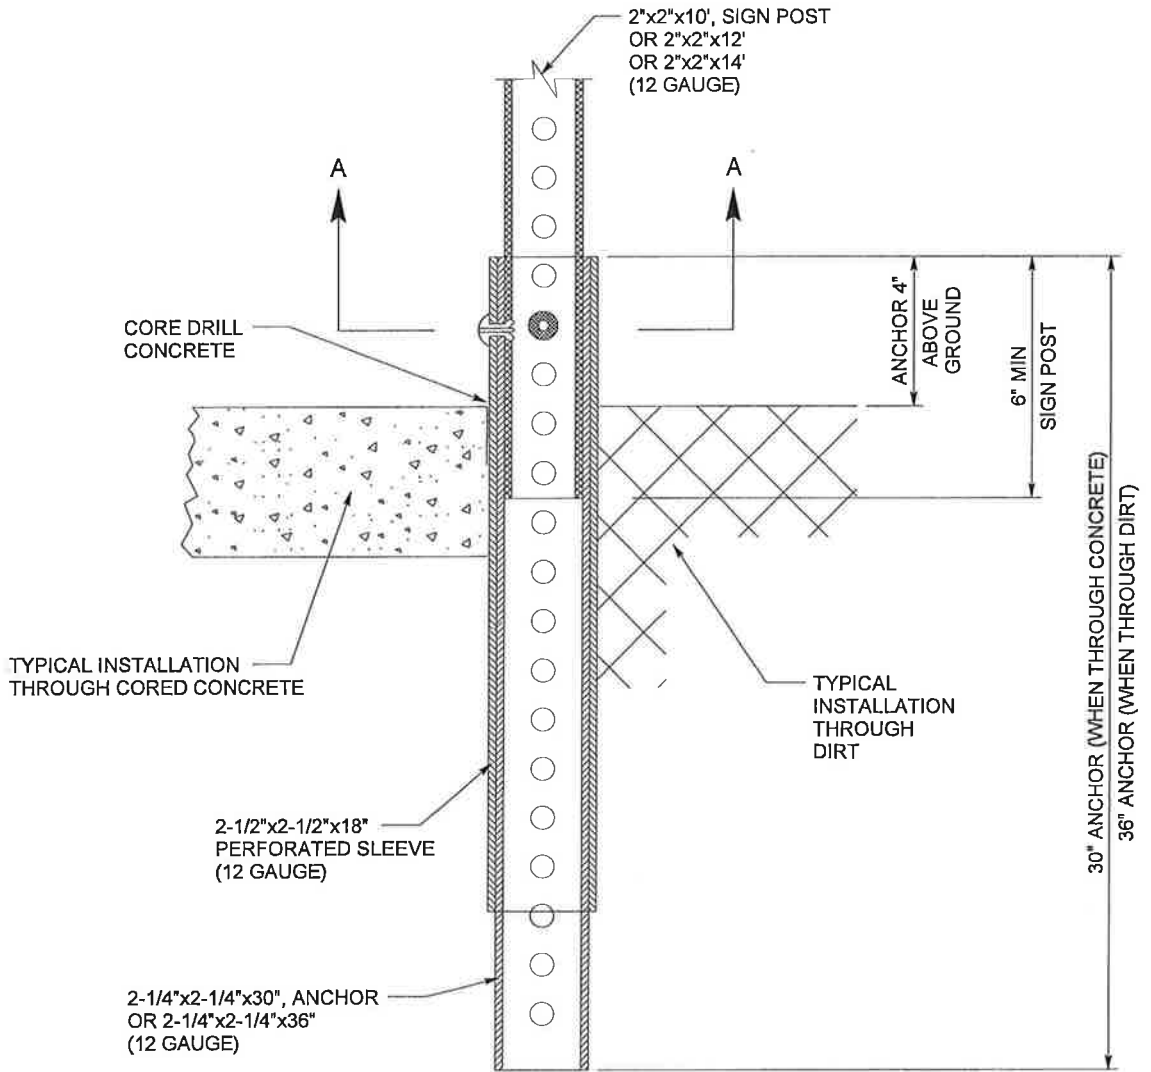 2"x2"x10', SIGN POST
OR 2"x2"x12'
OR 2"x2"x14'
(12 GAUGE)
A
A
CORE DRILL
CONCRETE
ANCHOR 4"
ABOVE
GROUND
6" MIN
SIGN POST
30" ANCHOR (WHEN THROUGH CONCRETE)
36" ANCHOR (WHEN THROUGH DIRT)
TYPICAL INSTALLATION
THROUGH CORED CONCRETE
TYPICAL
INSTALLATION
THROUGH
DIRT
2-1/2"x2-1/2"x18"
PERFORATED SLEEVE
(12 GAUGE)
2-1/4"x2-1/4"x30", ANCHOR
OR 2-1/4"x2-1/4"x36"
(12 GAUGE)